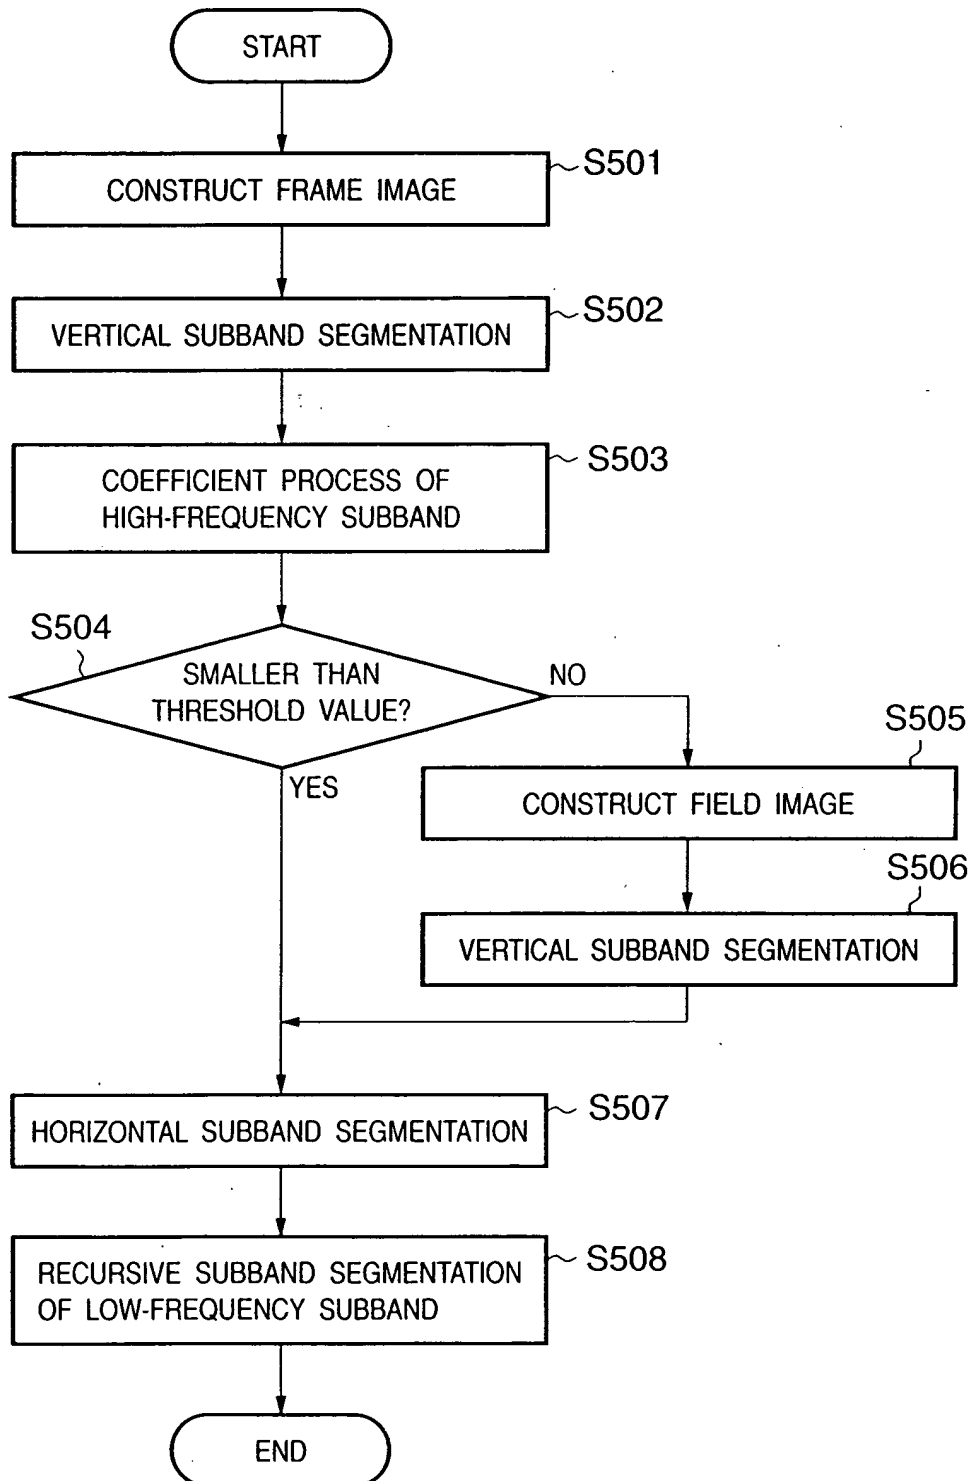 START
S501
CONSTRUCT FRAME IMAGE
S502
VERTICAL SUBBAND SEGMENTATION
S503
COEFFICIENT PROCESS OF
HIGH-FREQUENCY SUBBAND
S504
SMALLER THAN
THRESHOLD VALUE?
NO
YES
S505
CONSTRUCT FIELD IMAGE
S506
VERTICAL SUBBAND SEGMENTATION
S507
HORIZONTAL SUBBAND SEGMENTATION
S508
RECURSIVE SUBBAND SEGMENTATION
OF LOW-FREQUENCY SUBBAND
END